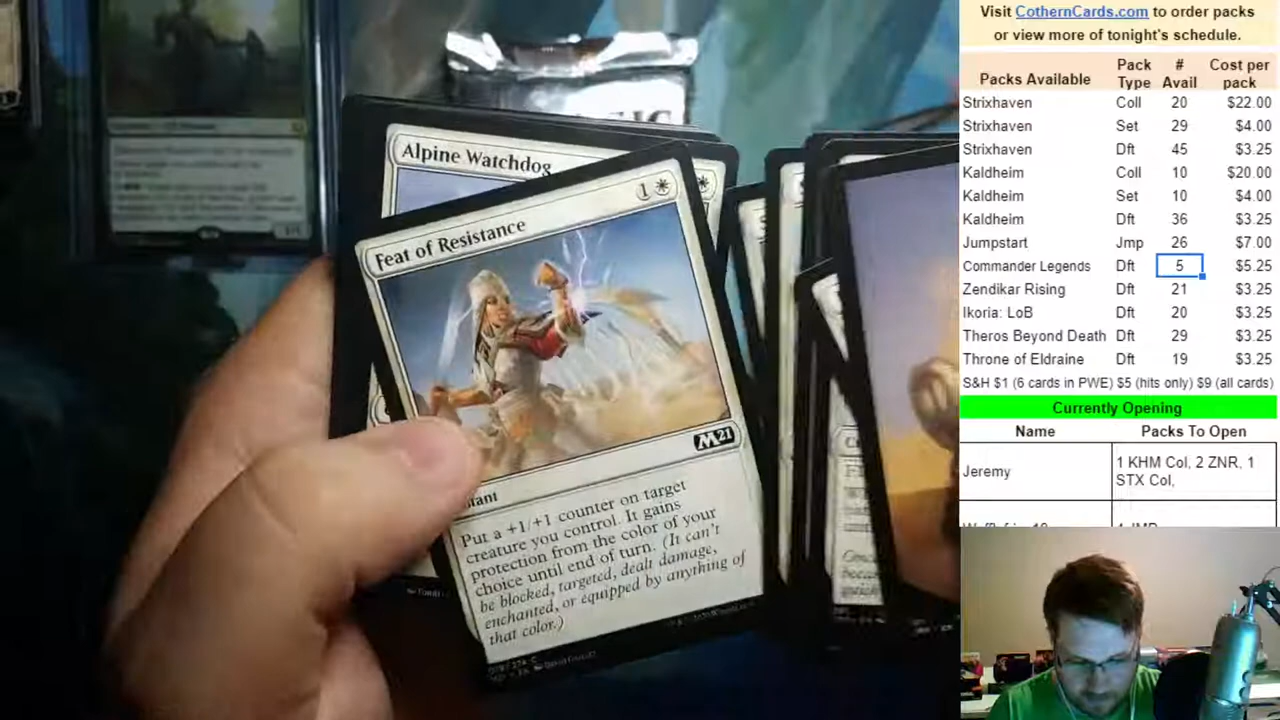 Alpine Watchdog
Feat of Resistance
1
M21
Put a +1/+1 counter on target
creature you control. It gains
protection from the color of your
choice until end of turn. (It can't
be blocked, targeted, dealt damage,
enchanted, or equipped by anything of
that color.)
Visit CothernCards.com to order packs
or view more of tonight's schedule.
Packs Available Pack Type # Avail Cost per pack
Strixhaven Coll 20 $22.00
Strixhaven Set 29 $4.00
Strixhaven Dft 45 $3.25
Kaldheim Coll 10 $20.00
Kaldheim Set 10 $4.00
Kaldheim Dft 36 $3.25
Jumpstart Jmp 26 $7.00
Commander Legends Dft 5 $5.25
Zendikar Rising Dft 21 $3.25
Ikoria: LoB Dft 20 $3.25
Theros Beyond Death Dft 29 $3.25
Throne of Eldraine Dft 19 $3.25
S&H $1 (6 cards in PWE) $5 (hits only) $9 (all cards)
Currently Opening
Name Packs To Open
Jeremy 1 KHM Col, 2 ZNR, 1
STX Col,